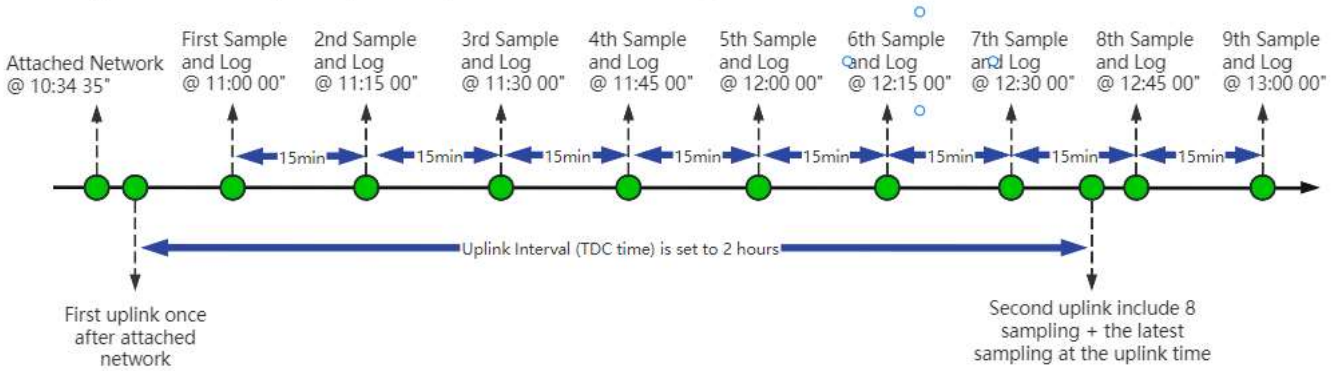 Attached Network
@ 10:34 35"
First Sample
and Log
@ 11:00 00"
2nd Sample
and Log
@ 11:15 00"
3rd Sample
and Log
@ 11:30 00"
4th Sample
and Log
@ 11:45 00"
5th Sample
and Log
@ 12:00 00"
6th Sample
and Log
@ 12:15 00"
7th Sample
and Log
@ 12:30 00"
8th Sample
and Log
@ 12:45 00"
9th Sample
and Log
@ 13:00 00"
15min
15min
15min
15min
15min
15min
15min
15min
Uplink Interval (TDC time) is set to 2 hours
First uplink once
after attached
network
Second uplink include 8
sampling + the latest
sampling at the uplink time